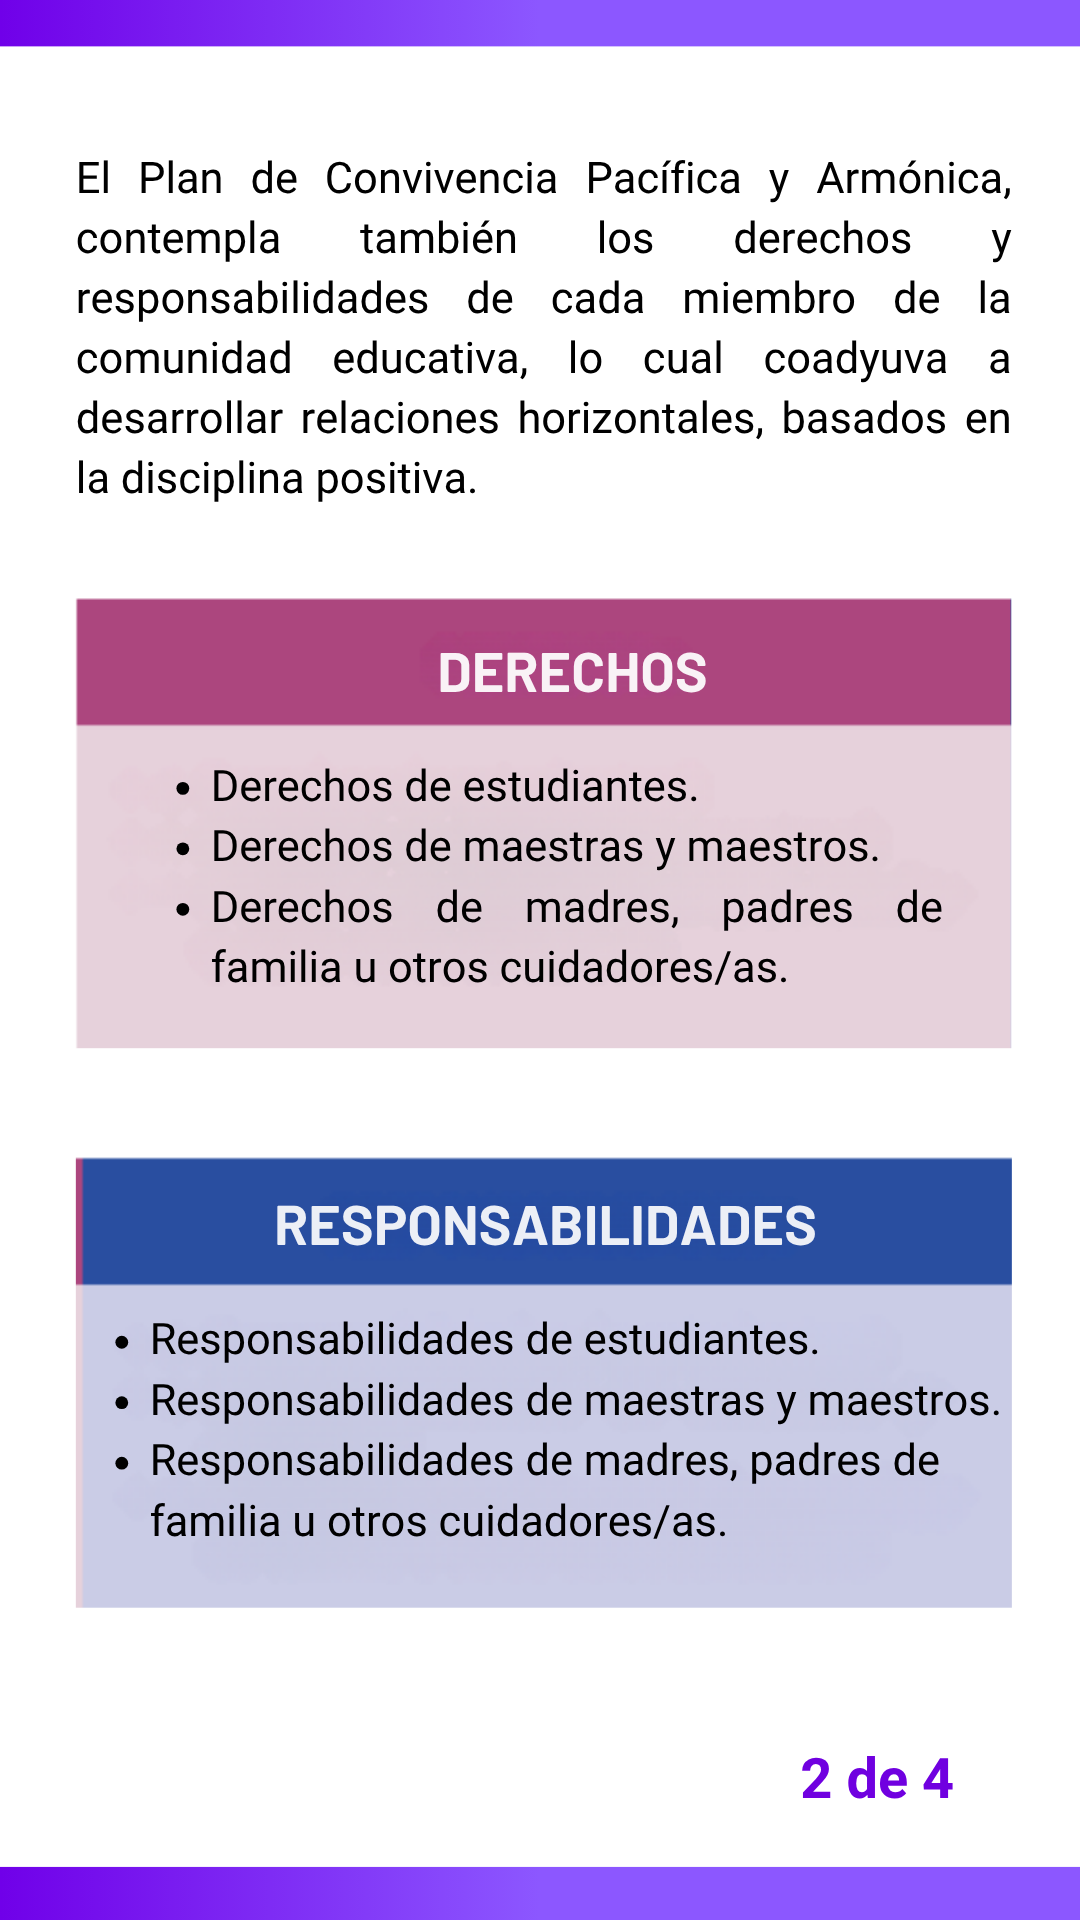 El Plan de Convivencia Pacífica y Armónica,
contempla también los derechos y
responsabilidades de cada miembro de la
comunidad educativa, lo cual coadyuva a
desarrollar relaciones horizontales, basados en
la disciplina positiva.
DERECHOS
• Derechos de estudiantes.
• Derechos de maestras y maestros.
• Derechos de madres, padres de
familia u otros cuidadores/as.
RESPONSABILIDADES
• Responsabilidades de estudiantes.
• Responsabilidades de maestras y maestros.
• Responsabilidades de madres, padres de
familia u otros cuidadores/as.
2 de 4